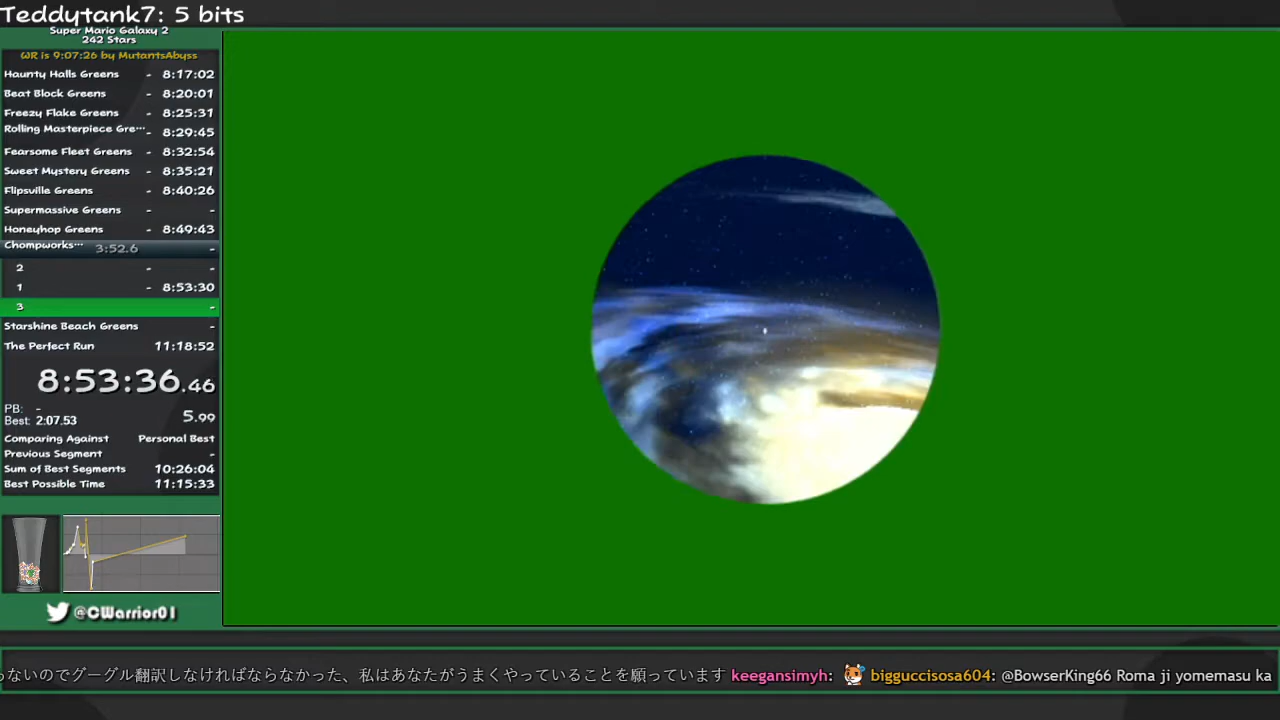 Teddytank7: 5 bits
Super Mario Galaxy 2
242 Stars
WR is 9:07:26 by MutantsAbyss
Haunty Halls Greens - 8:17:02
Beat Block Greens - 8:20:01
Freezy Flake Greens - 8:25:31
Rolling Masterpiece Gre… - 8:29:45
Fearsome Fleet Greens - 8:32:54
Sweet Mystery Greens - 8:35:21
Flipsville Greens - 8:40:26
Supermassive Greens - -
Honeyhop Greens - 8:49:43
Chompworks… 3:52.6 -
2 - -
1 - 8:53:30
3 -
Starshine Beach Greens -
The Perfect Run 11:18:52
8:53:36.46
PB: - 5.99
Best: 2:07.53
Comparing Against Personal Best
Previous Segment -
Sum of Best Segments 10:26:04
Best Possible Time 11:15:33
@CWarrior01
ないのでグーグル翻訳しなければならなかった、私はあなたがうまくやっていることを願っています keegansimyh: bigguccisosa604: @BowserKing66 Roma ji yomemasu ka